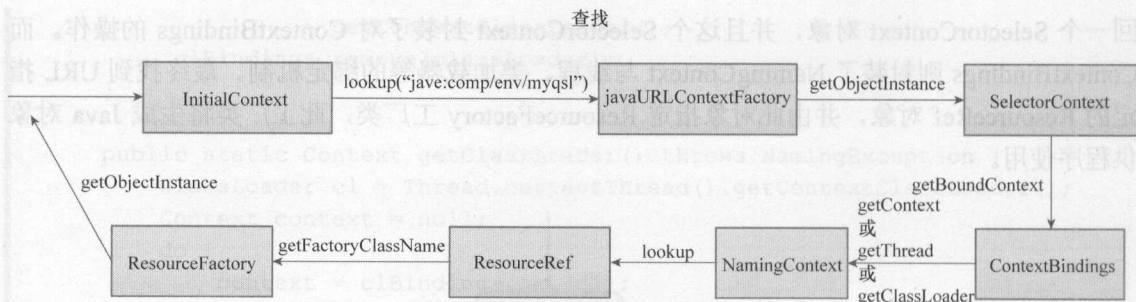 查找
InitialContext
lookup(“jave:comp/env/myqsl”)
javaURLContextFactory
getObjectInstance
SelectorContext
getObjectInstance
getBoundContext
getContext
或
getThread
或
getClassLoader
ResourceFactory
getFactoryClassName
ResourceRef
lookup
NamingContext
ContextBindings